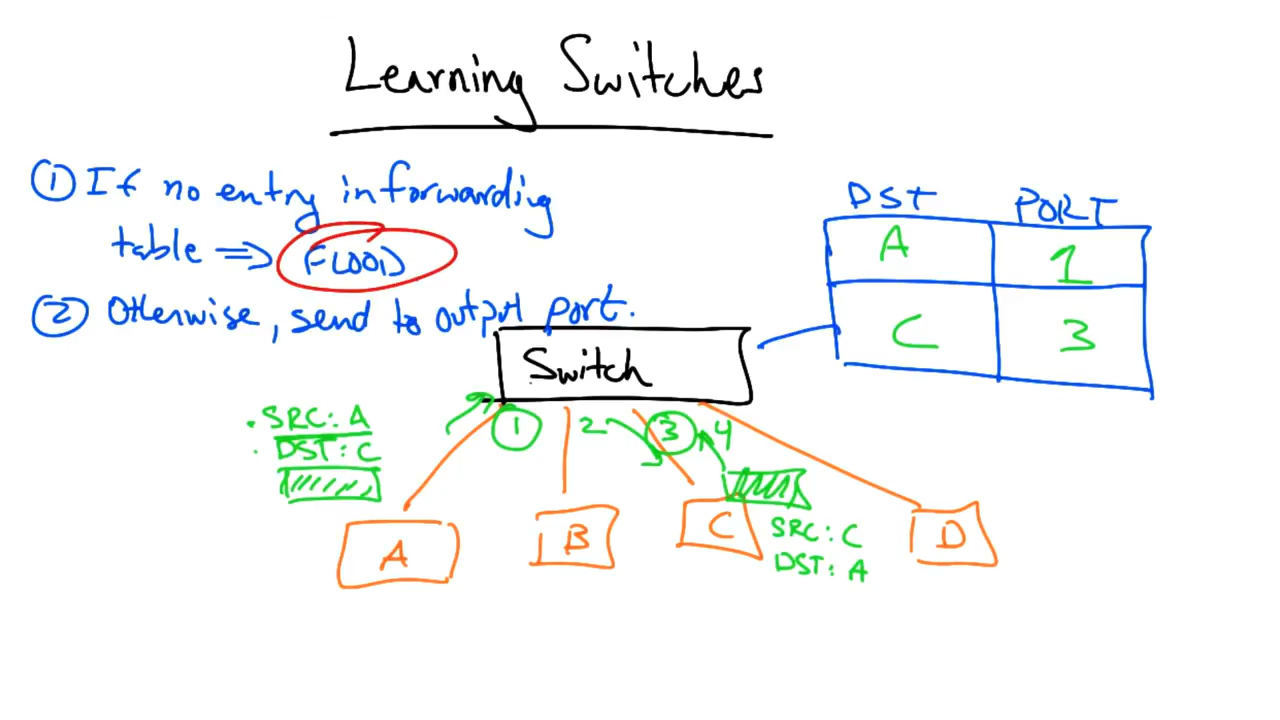 Learning Switches
① If no entry in forwarding
table ⇒ FLOOD
② Otherwise, send to output port.
DST PORT
A 1
C 3
Switch
• SRC: A
• DST: C
① 2 ③ 4
A B C D
SRC: C
DST: A